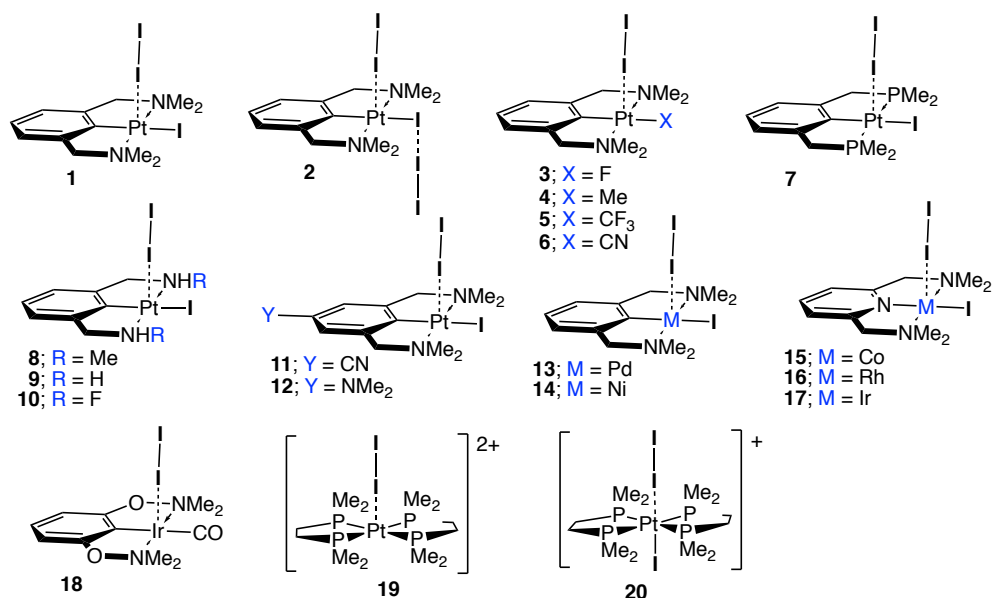 I
I
NMe2
Pt
I
NMe2
1
I
I
NMe2
Pt
I
NMe2
I
I
2
I
I
NMe2
Pt
X
NMe2
3; X = F
4; X = Me
5; X = CF3
6; X = CN
I
I
PMe2
Pt
I
PMe2
7
I
I
NHR
Pt
I
NHR
8; R = Me
9; R = H
10; R = F
I
I
NMe2
Y
Pt
I
NMe2
11; Y = CN
12; Y = NMe2
I
I
NMe2
M
I
NMe2
13; M = Pd
14; M = Ni
I
I
NMe2
N
M
I
NMe2
15; M = Co
16; M = Rh
17; M = Ir
I
I
O
NMe2
Ir
CO
O
NMe2
18
2+
I
I
Me2
Me2
P
P
Pt
P
P
Me2
Me2
19
+
I
I
Me2
Me2
P
P
Pt
P
P
Me2
I
Me2
20